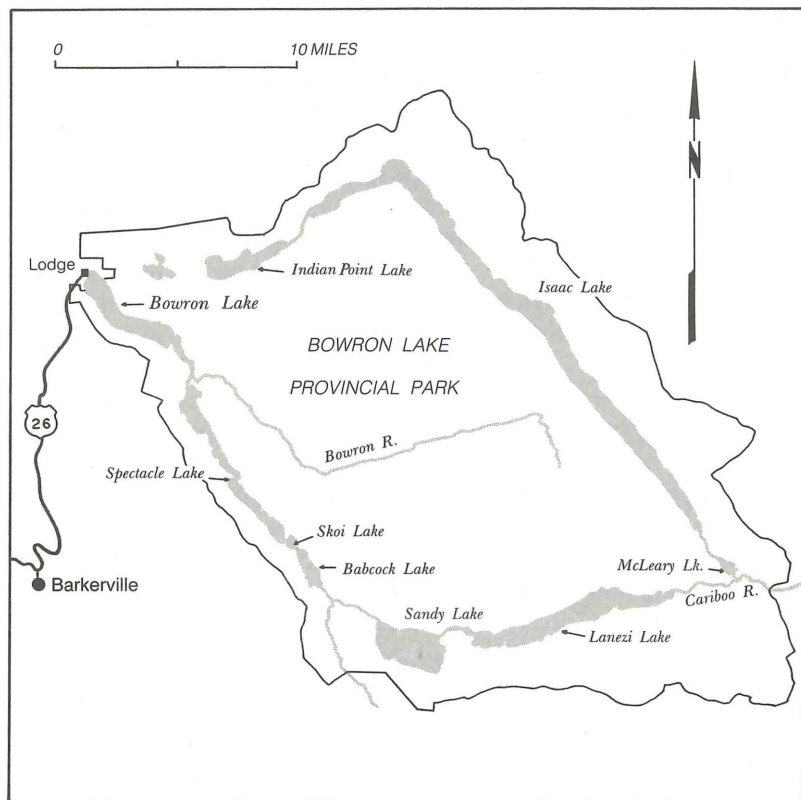 0 10 MILES
N
Lodge
Indian Point Lake
Isaac Lake
Bowron Lake
BOWRON LAKE
PROVINCIAL PARK
26
Bowron R.
Spectacle Lake
Skoi Lake
Babcock Lake
McLeary Lk.
Barkerville
Cariboo R.
Sandy Lake
Lanezi Lake